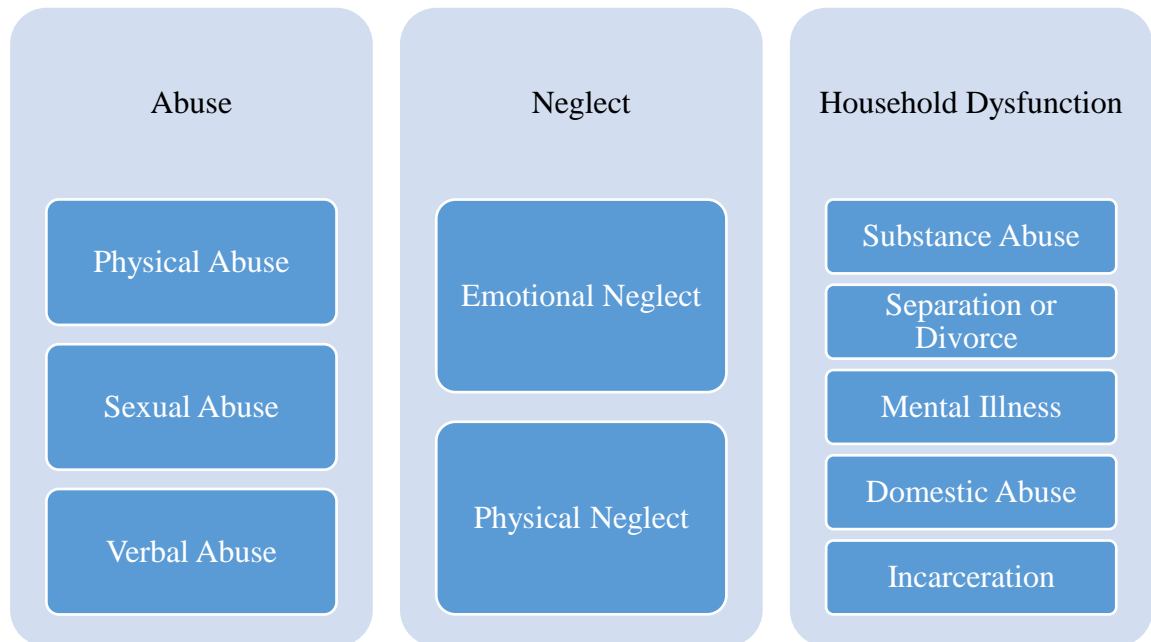 Abuse
Physical Abuse
Sexual Abuse
Verbal Abuse
Neglect
Emotional Neglect
Physical Neglect
Household Dysfunction
Substance Abuse
Separation or
Divorce
Mental Illness
Domestic Abuse
Incarceration